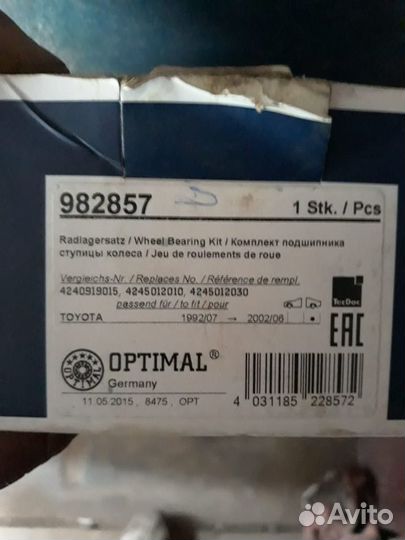 982857
1 Stk. / Pcs
Radlagersatz / Wheel Bearing Kit / Комплект подшипника
ступицы колеса / Jeu de roulements de roue
Vergleichs-Nr. / Replaces No. / Référence de rempl.
4240919015, 4245012010, 4245012030
passend für / to fit / pour
TOYOTA 1992/07 → 2002/06
TecDoc
EAC
OPTIMAL®
Germany
11.05.2015, 8475, OPT
4 031185 228572
Avito